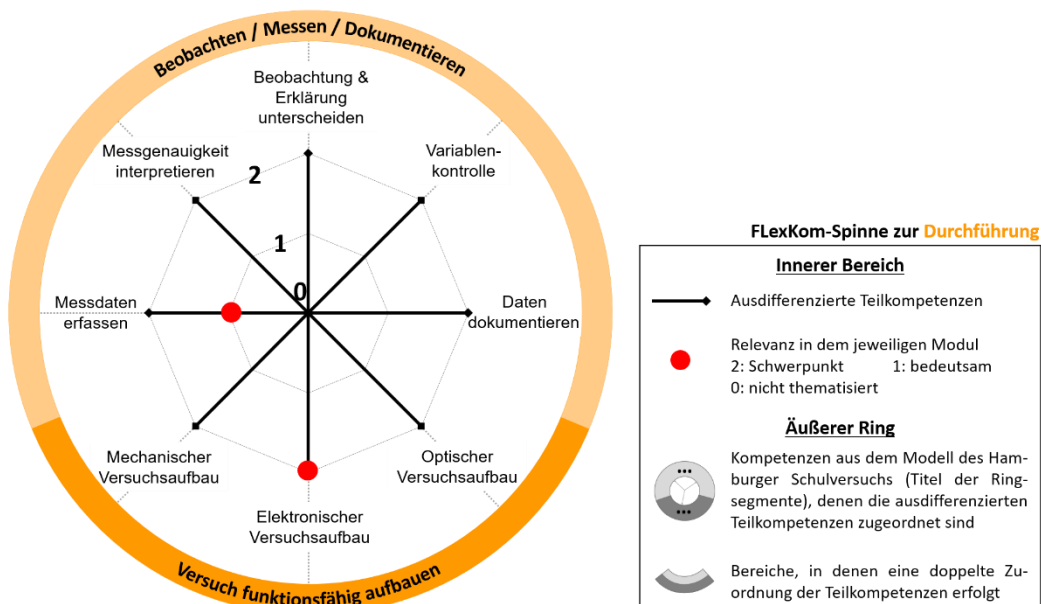 Beobachten / Messen / Dokumentieren
Beobachtung &
Erklärung
unterscheiden
Messgenauigkeit
interpretieren
Variablen-
kontrolle
2
1
0
Messdaten
erfassen
Daten
dokumentieren
Mechanischer
Versuchsaufbau
Optischer
Versuchsaufbau
Elektronischer
Versuchsaufbau
Versuch funktionsfähig aufbauen
FLexKom-Spinne zur Durchführung
Innerer Bereich
Ausdifferenzierte Teilkompetenzen
Relevanz in dem jeweiligen Modul
2: Schwerpunkt 1: bedeutsam
0: nicht thematisiert
Äußerer Ring
Kompetenzen aus dem Modell des Ham-
burger Schulversuchs (Titel der Ring-
segmente), denen die ausdifferenzierten
Teilkompetenzen zugeordnet sind
Bereiche, in denen eine doppelte Zu-
ordnung der Teilkompetenzen erfolgt